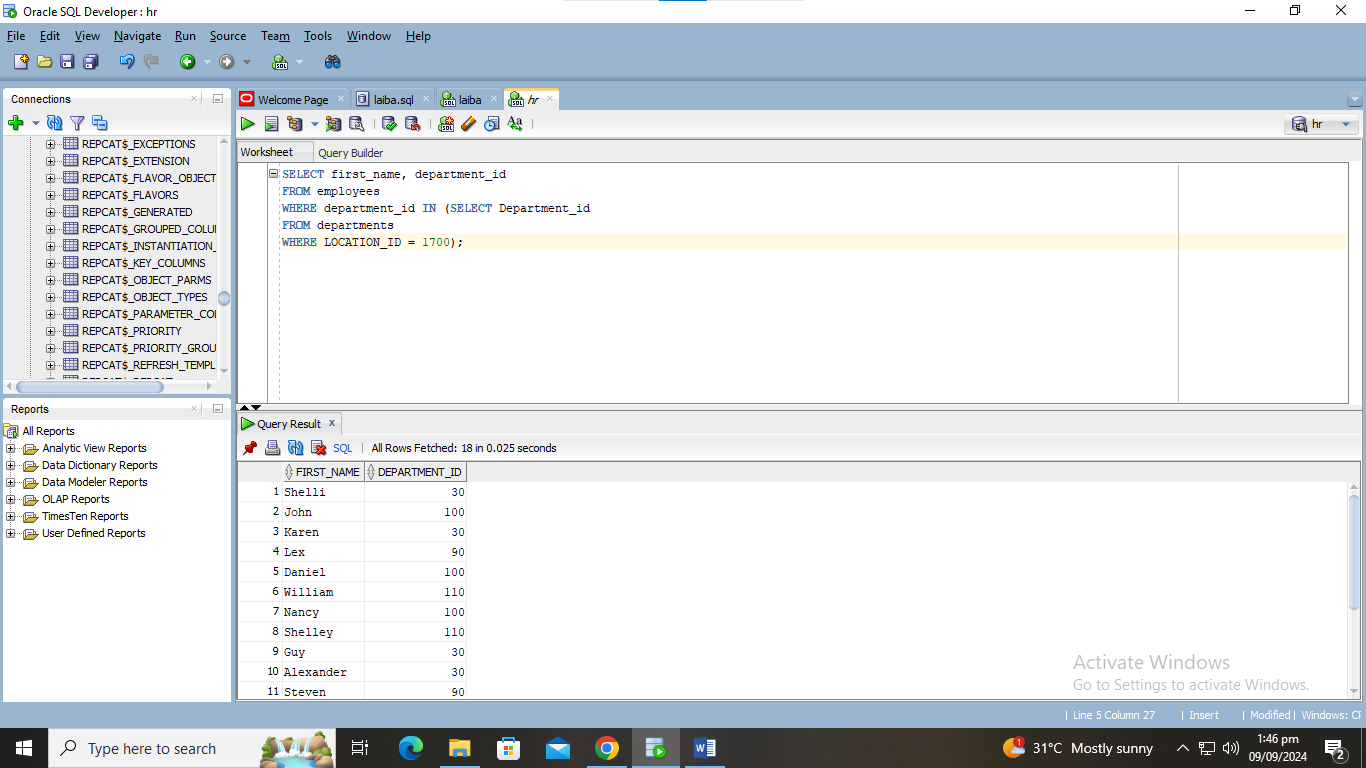 Oracle SQL Developer : hr
File Edit View Navigate Run Source Team Tools Window Help
Connections
REPCAT$_EXCEPTIONS
REPCAT$_EXTENSION
REPCAT$_FLAVOR_OBJECT
REPCAT$_FLAVORS
REPCAT$_GENERATED
REPCAT$_GROUPED_COLU
REPCAT$_INSTANTIATION_
REPCAT$_KEY_COLUMNS
REPCAT$_OBJECT_PARMS
REPCAT$_OBJECT_TYPES
REPCAT$_PARAMETER_CO
REPCAT$_PRIORITY
REPCAT$_PRIORITY_GROU
REPCAT$_REFRESH_TEMPL
Reports
All Reports
Analytic View Reports
Data Dictionary Reports
Data Modeler Reports
OLAP Reports
TimesTen Reports
User Defined Reports
Welcome Page laiba.sql laiba hr
hr
Worksheet Query Builder
SELECT first_name, department_id
FROM employees
WHERE department_id IN (SELECT Department_id
FROM departments
WHERE LOCATION_ID = 1700);
Query Result
SQL | All Rows Fetched: 18 in 0.025 seconds
FIRST_NAME DEPARTMENT_ID
1 Shelli 30
2 John 100
3 Karen 30
4 Lex 90
5 Daniel 100
6 William 110
7 Nancy 100
8 Shelley 110
9 Guy 30
10 Alexander 30
11 Steven 90
Activate Windows
Go to Settings to activate Windows.
| Line 5 Column 27 | Insert | Modified | Windows: CF
Type here to search
31°C Mostly sunny
1:46 pm
09/09/2024
2